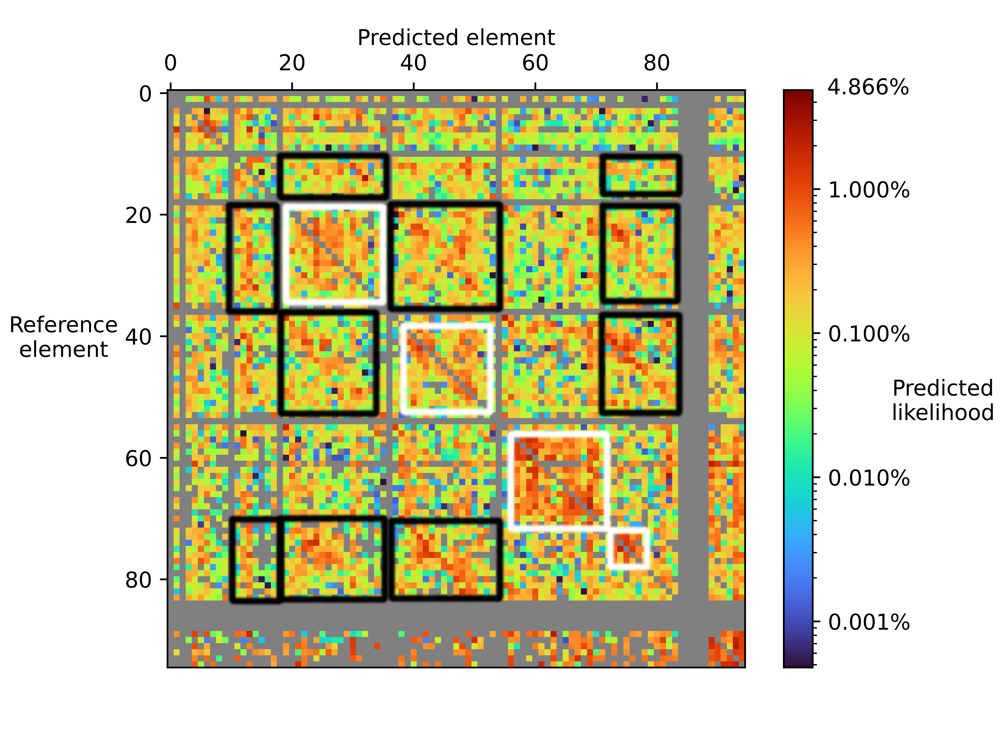 Predicted element
0 20 40 60 80
0
20
40
60
80
Reference
element
4.866%
1.000%
0.100%
0.010%
0.001%
Predicted
likelihood